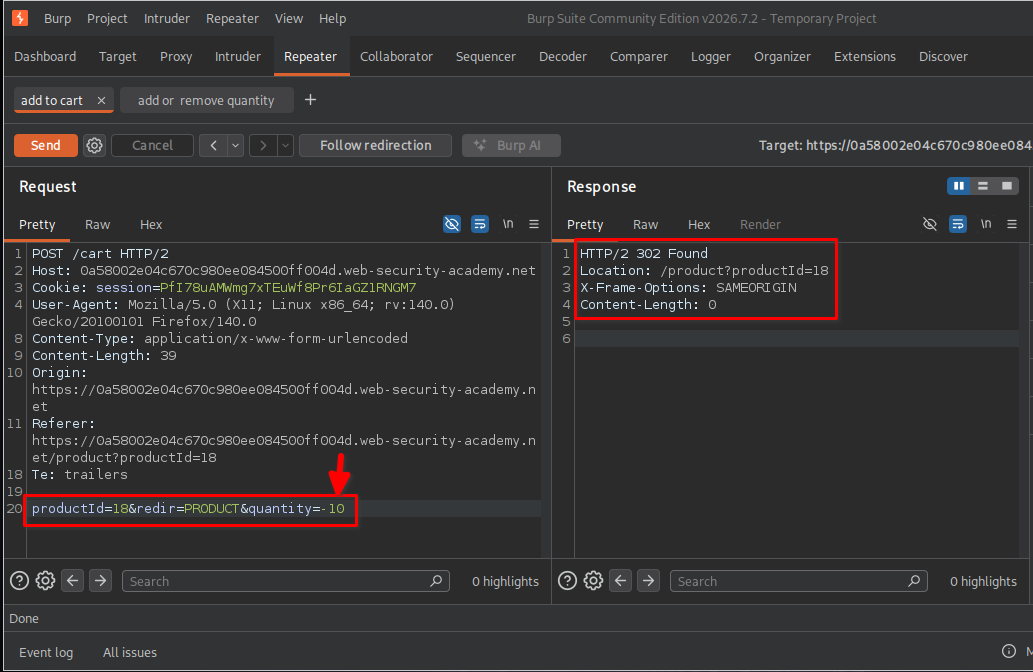 Burp Project Intruder Repeater View Help Burp Suite Community Edition v2026.7.2 - Temporary Project
Dashboard Target Proxy Intruder Repeater Collaborator Sequencer Decoder Comparer Logger Organizer Extensions Discover
add to cart × add or remove quantity +
Send Cancel < > Follow redirection Burp AI Target: https://0a58002e04c670c980ee084
Request
Pretty Raw Hex \n
1 POST /cart HTTP/2
2 Host: 0a58002e04c670c980ee084500ff004d.web-security-academy.net
3 Cookie: session=PfI78uAMWmg7xTEuWf8Pr6IaGZ1RNGM7
4 User-Agent: Mozilla/5.0 (X11; Linux x86_64; rv:140.0)
Gecko/20100101 Firefox/140.0
8 Content-Type: application/x-www-form-urlencoded
9 Content-Length: 39
10 Origin:
https://0a58002e04c670c980ee084500ff004d.web-security-academy.n
et
11 Referer:
https://0a58002e04c670c980ee084500ff004d.web-security-academy.n
et/product?productId=18
18 Te: trailers
19
20 productId=18&redir=PRODUCT&quantity=-10
Search 0 highlights
Response
Pretty Raw Hex Render \n
1 HTTP/2 302 Found
2 Location: /product?productId=18
3 X-Frame-Options: SAMEORIGIN
4 Content-Length: 0
5
6
Search 0 highlights
Done
Event log All issues